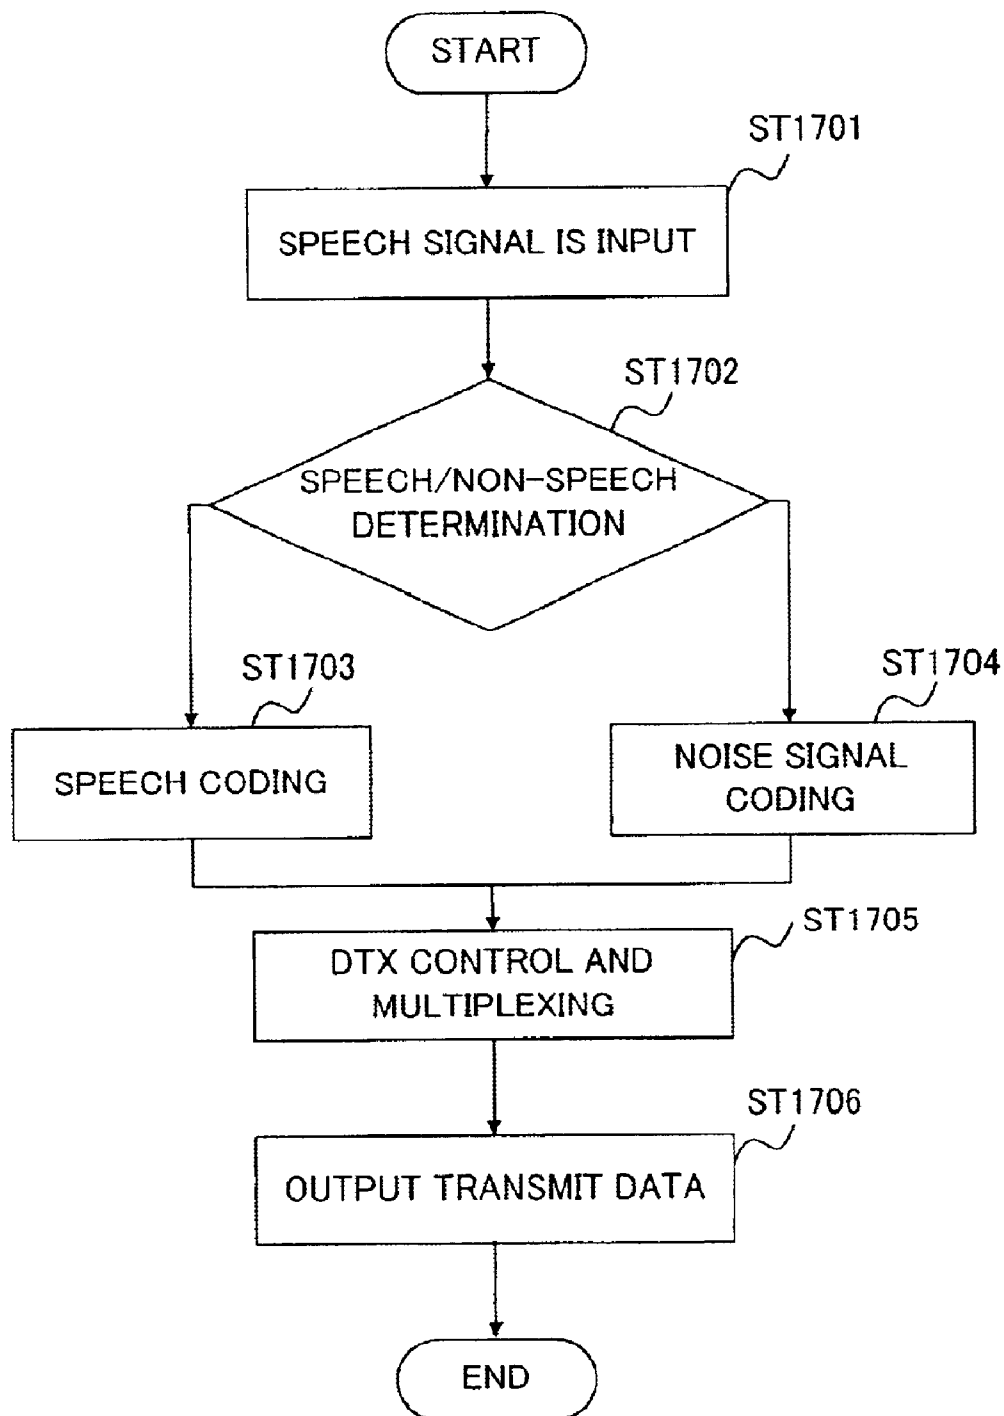 START
ST1701
SPEECH SIGNAL IS INPUT
ST1702
SPEECH/NON-SPEECH
DETERMINATION
ST1703
ST1704
SPEECH CODING
NOISE SIGNAL
CODING
ST1705
DTX CONTROL AND
MULTIPLEXING
ST1706
OUTPUT TRANSMIT DATA
END